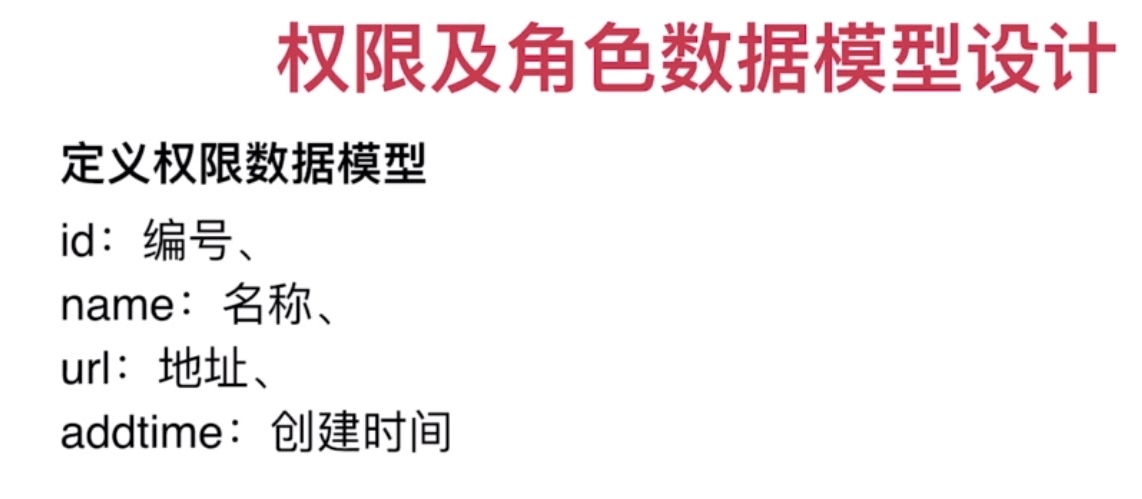 权限及角色数据模型设计
定义权限数据模型
id：编号、
name：名称、
url：地址、
addtime：创建时间